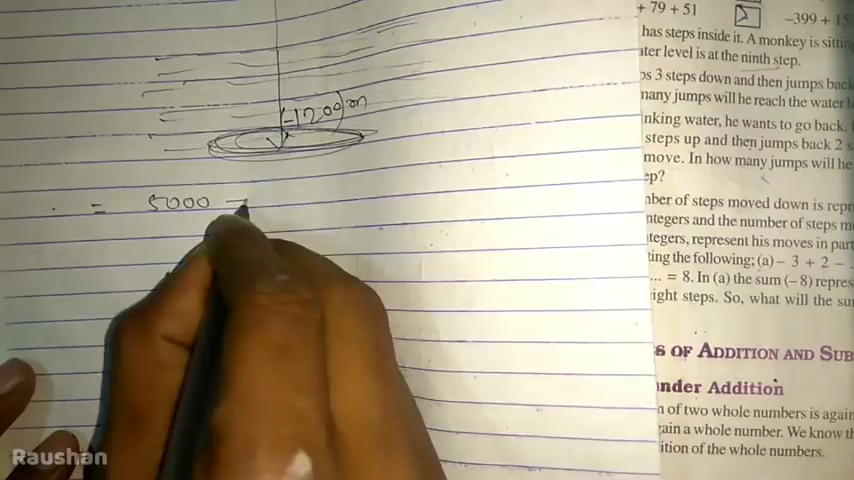 (-1200) m
= 5000 -
+ 79 + 51
-399 + 15
has steps inside it. A monkey is sittin
ter level is at the ninth step.
ps 3 steps down and then jumps back
many jumps will he reach the water l
nking water, he wants to go back.
steps up and then jumps back 2 s
move. In how many jumps will he
ep?
mber of steps moved down is repr
ntegers and the number of steps m
tegers, represent his moves in part
ting the following; (a) – 3 + 2 –
... = 8. In (a) the sum (– 8) repres
ight steps. So, what will the sum
S OF ADDITION AND SUB
nder Addition
n of two whole numbers is again
gain a whole number. We know th
ition of the whole numbers.
Raushan